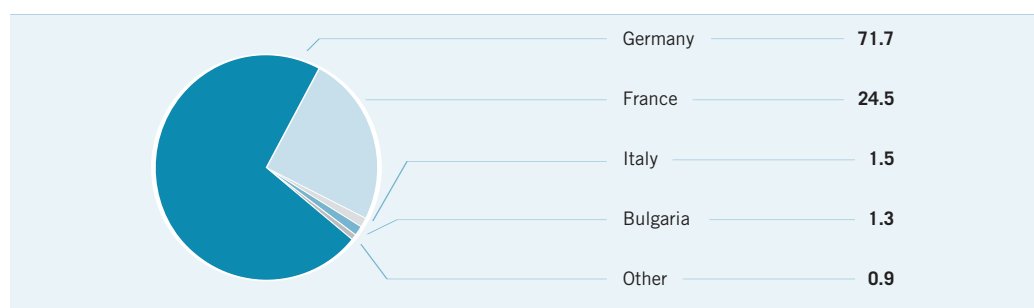 Germany 71.7
France 24.5
Italy 1.5
Bulgaria 1.3
Other 0.9